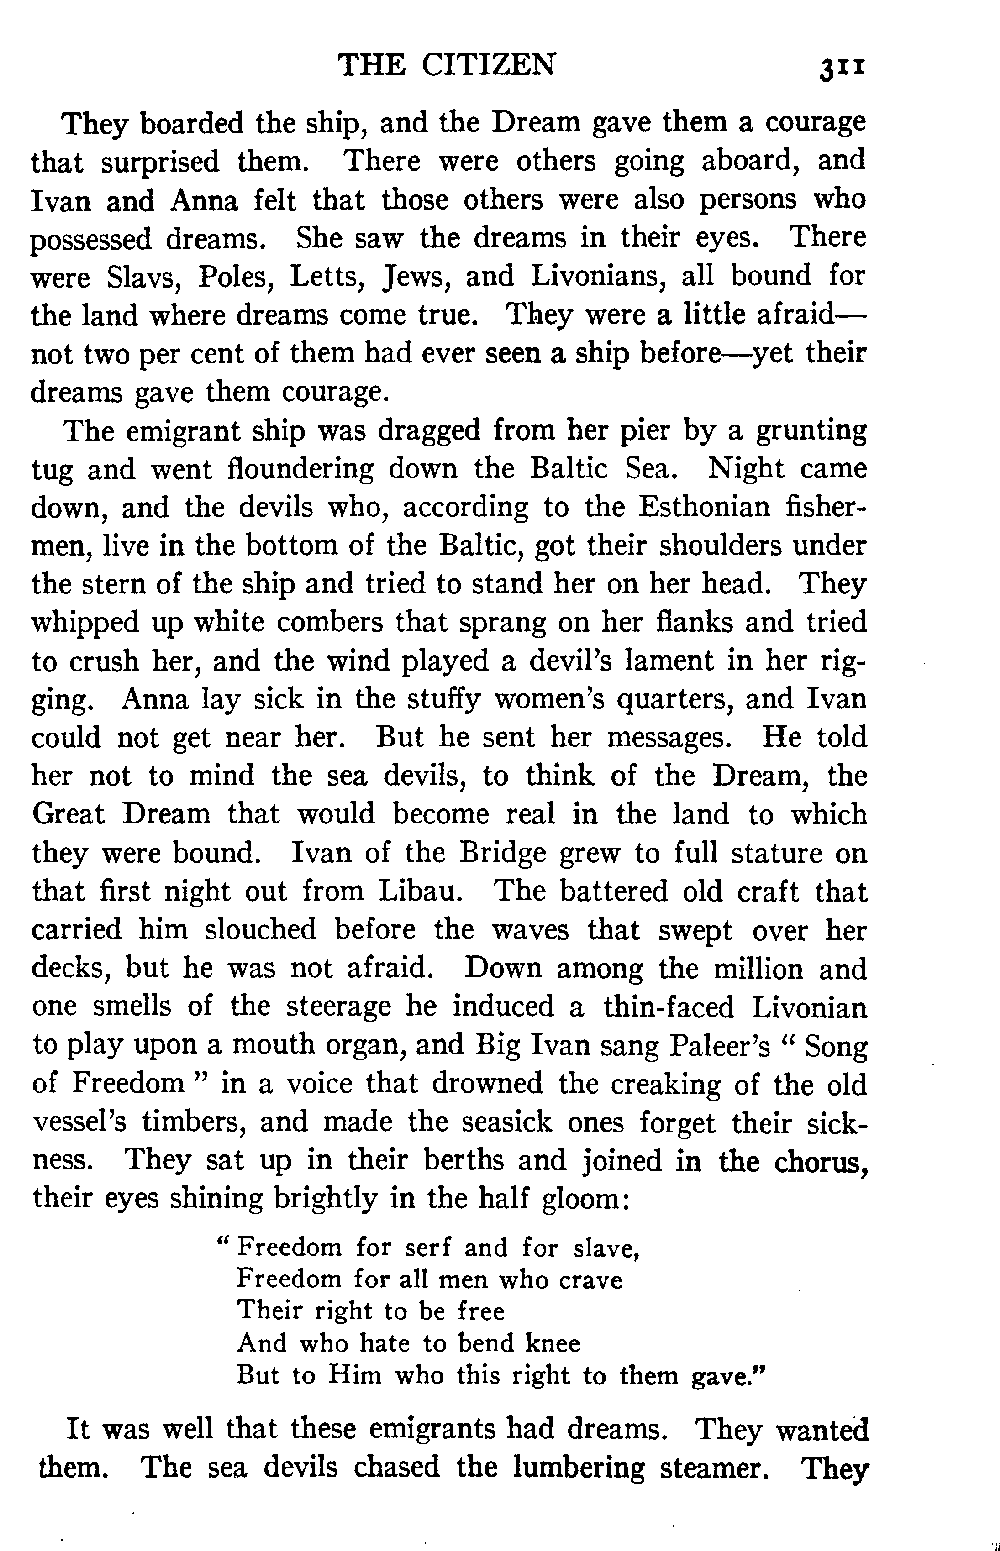 THE CITIZEN 311
They boarded the ship, and the Dream gave them a courage
that surprised them. There were others going aboard, and
Ivan and Anna felt that those others were also persons who
possessed dreams. She saw the dreams in their eyes. There
were Slavs, Poles, Letts, Jews, and Livonians, all bound for
the land where dreams come true. They were a little afraid—
not two per cent of them had ever seen a ship before—yet their
dreams gave them courage.
The emigrant ship was dragged from her pier by a grunting
tug and went floundering down the Baltic Sea. Night came
down, and the devils who, according to the Esthonian fisher-
men, live in the bottom of the Baltic, got their shoulders under
the stern of the ship and tried to stand her on her head. They
whipped up white combers that sprang on her flanks and tried
to crush her, and the wind played a devil's lament in her rig-
ging. Anna lay sick in the stuffy women's quarters, and Ivan
could not get near her. But he sent her messages. He told
her not to mind the sea devils, to think of the Dream, the
Great Dream that would become real in the land to which
they were bound. Ivan of the Bridge grew to full stature on
that first night out from Libau. The battered old craft that
carried him slouched before the waves that swept over her
decks, but he was not afraid. Down among the million and
one smells of the steerage he induced a thin-faced Livonian
to play upon a mouth organ, and Big Ivan sang Paleer's " Song
of Freedom " in a voice that drowned the creaking of the old
vessel's timbers, and made the seasick ones forget their sick-
ness. They sat up in their berths and joined in the chorus,
their eyes shining brightly in the half gloom:
" Freedom for serf and for slave,
Freedom for all men who crave
Their right to be free
And who hate to bend knee
But to Him who this right to them gave."
It was well that these emigrants had dreams. They wanted
them. The sea devils chased the lumbering steamer. They